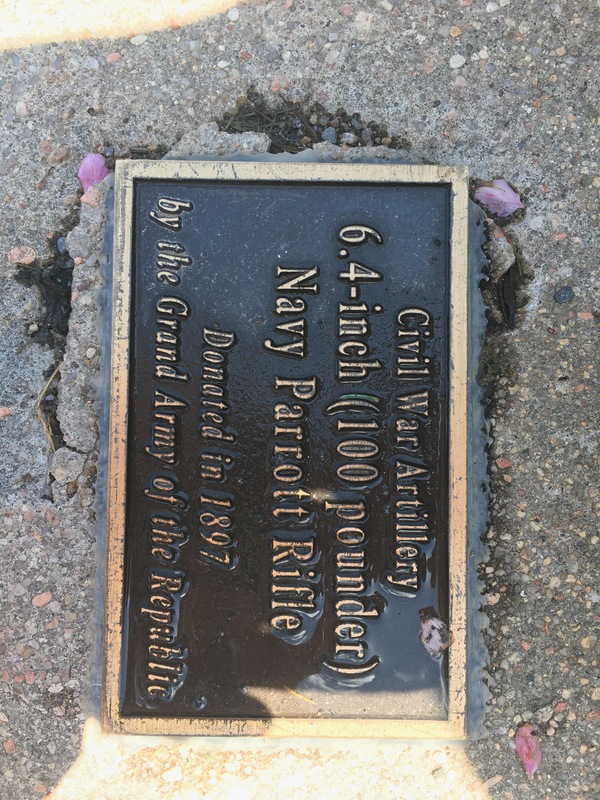 Civil War Artillery
6.4-inch (100 pounder)
Navy Parrott Rifle
Donated in 1897
by the Grand Army of the Republic